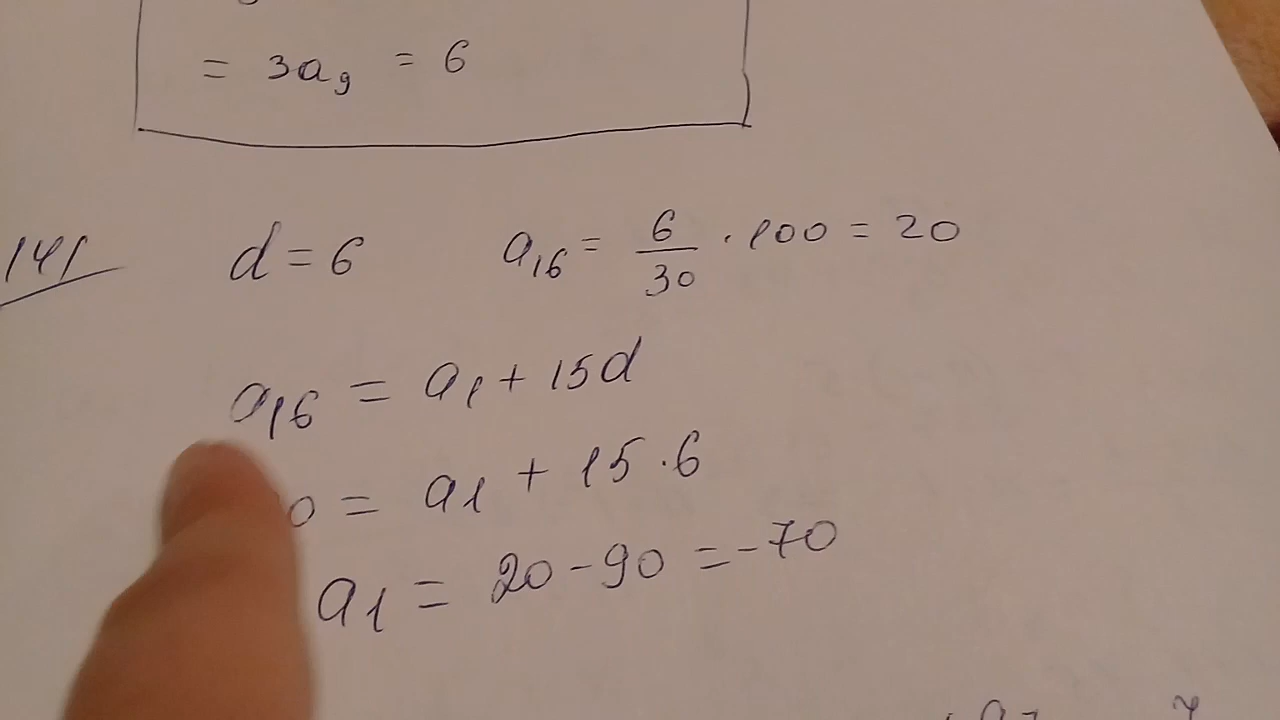 = 3a₉ = 6
141 d = 6 a₁₆ = 6/30 · 100 = 20
a₁₆ = a₁ + 15d
0 = a₁ + 15 · 6
a₁ = 20 - 90 = -70